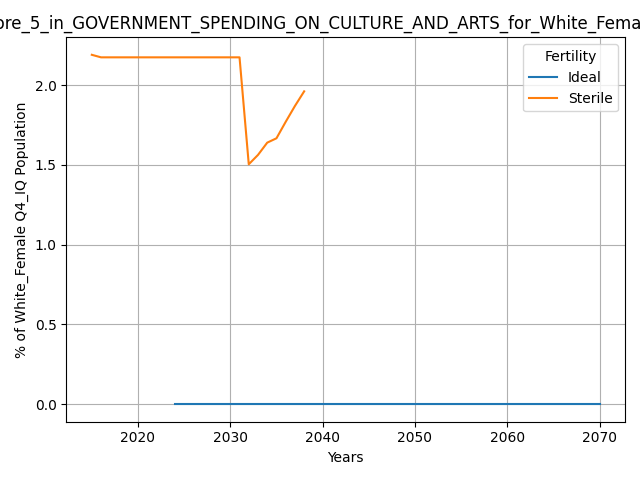 ore_5_in_GOVERNMENT_SPENDING_ON_CULTURE_AND_ARTS_for_White_Fema
Fertility
Ideal
Sterile
% of White_Female Q4_IQ Population
2.0
1.5
1.0
0.5
0.0
2020 2030 2040 2050 2060 2070
Years